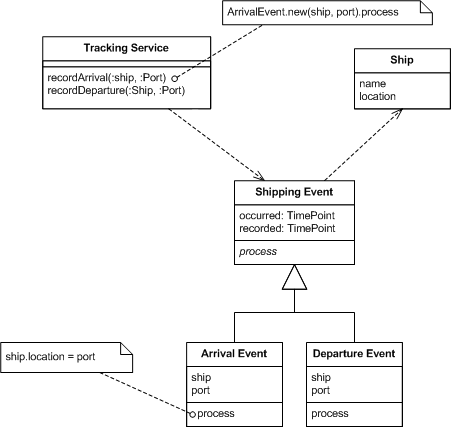 ArrivalEvent.new(ship, port).process
Tracking Service
recordArrival(:ship, :Port)
recordDeparture(:Ship, :Port)
Ship
name
location
Shipping Event
occurred: TimePoint
recorded: TimePoint
process
ship.location = port
Arrival Event
ship
port
process
Departure Event
ship
port
process